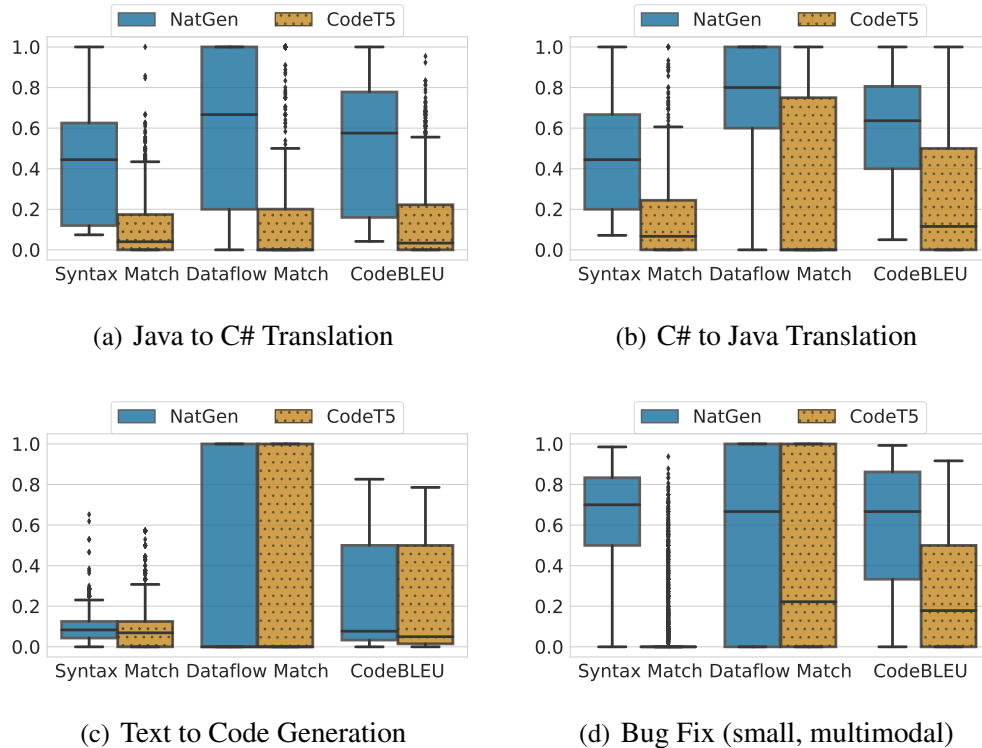 NatGen CodeT5
1.0
0.8
0.6
0.4
0.2
0.0
Syntax Match Dataflow Match CodeBLEU
(a) Java to C# Translation
NatGen CodeT5
1.0
0.8
0.6
0.4
0.2
0.0
Syntax Match Dataflow Match CodeBLEU
(b) C# to Java Translation
NatGen CodeT5
1.0
0.8
0.6
0.4
0.2
0.0
Syntax Match Dataflow Match CodeBLEU
(c) Text to Code Generation
NatGen CodeT5
1.0
0.8
0.6
0.4
0.2
0.0
Syntax Match Dataflow Match CodeBLEU
(d) Bug Fix (small, multimodal)